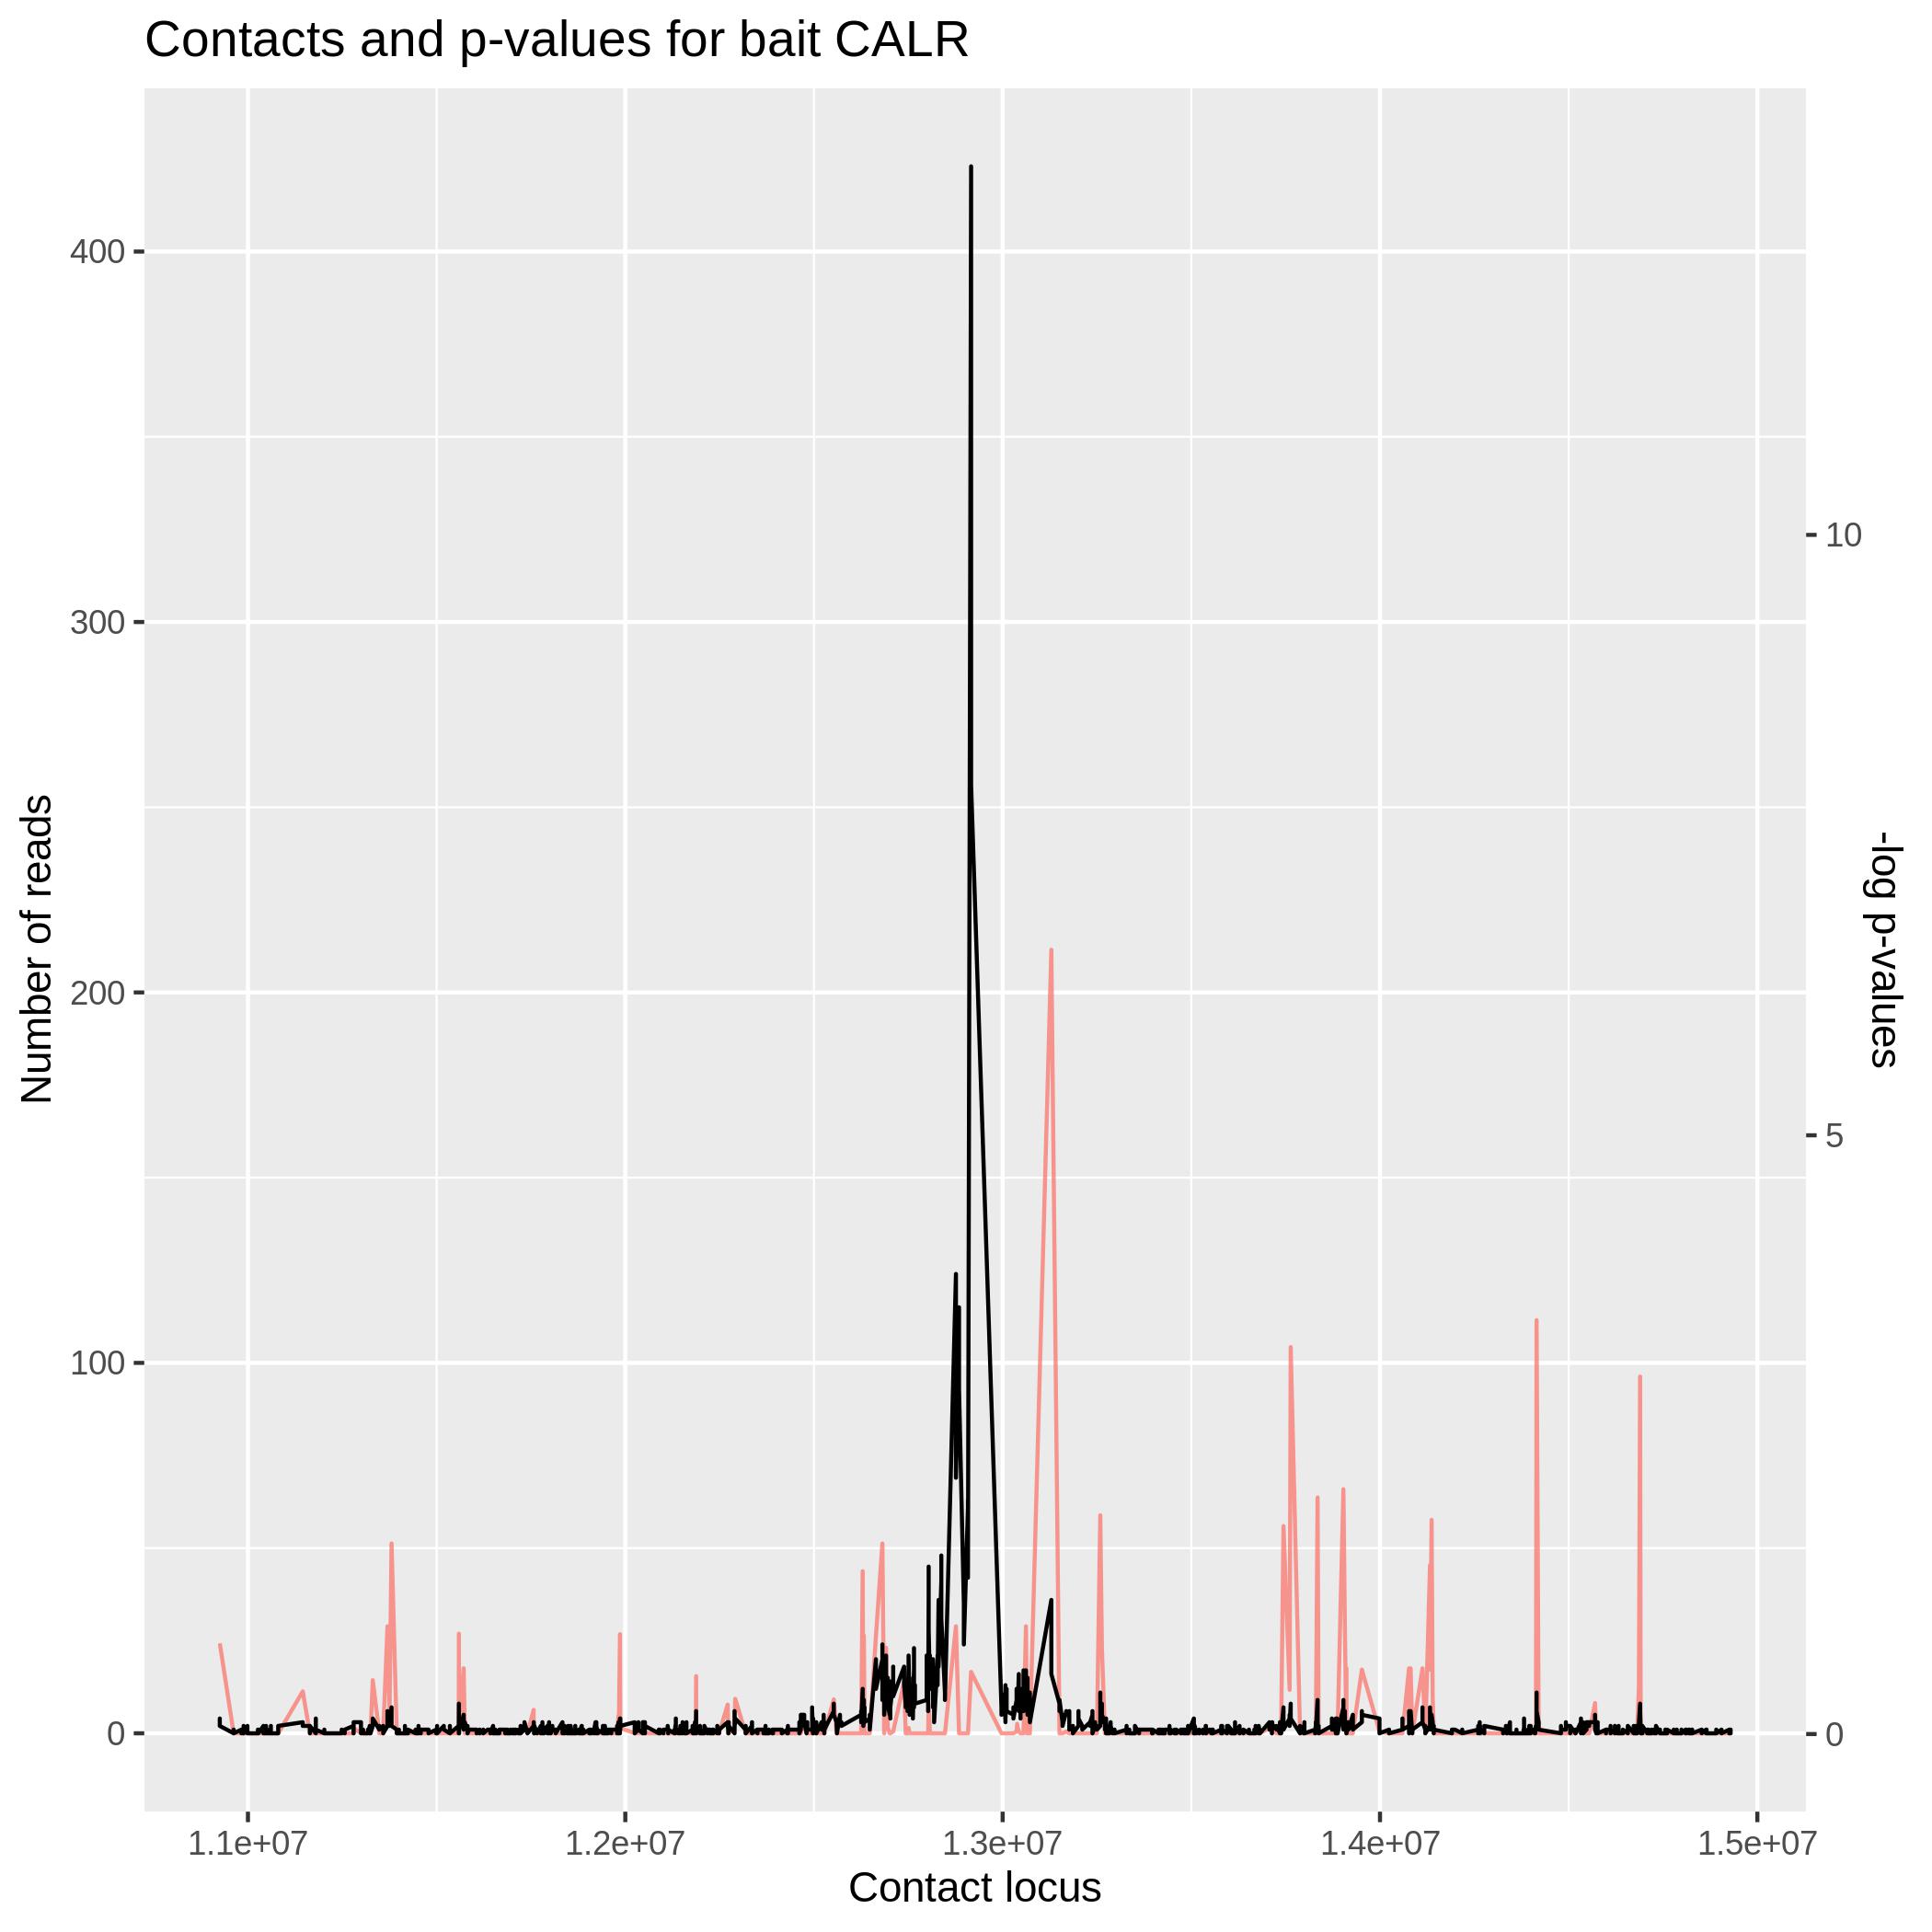 Contacts and p-values for bait CALR
Number of reads
400
300
200
100
0
10
5
0
-log p-values
1.1e+07 1.2e+07 1.3e+07 1.4e+07 1.5e+07
Contact locus